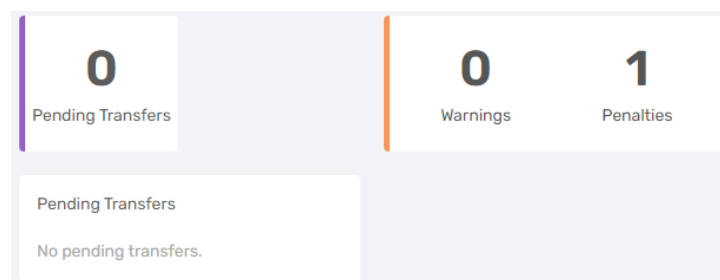 0
Pending Transfers
0
Warnings
1
Penalties
Pending Transfers
No pending transfers.